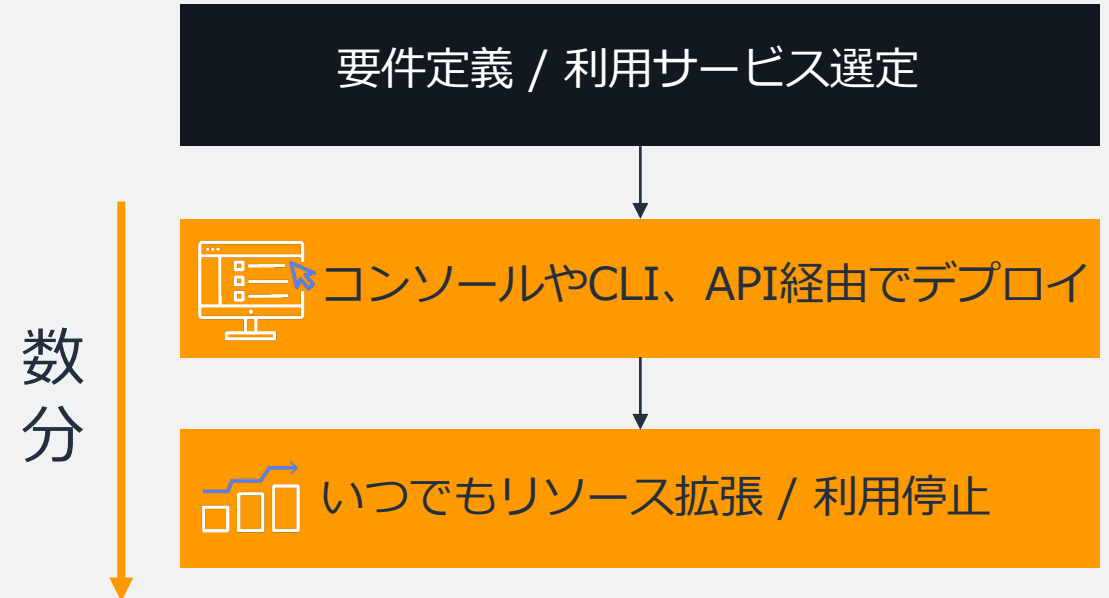 要件定義 / 利用サービス選定
コンソールやCLI、API経由でデプロイ
数
分
いつでもリソース拡張 / 利用停止